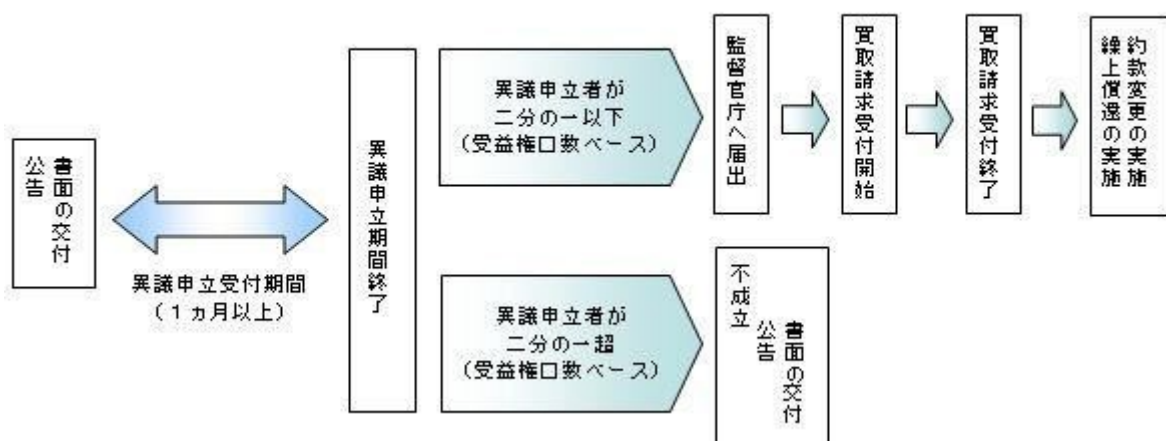 書面の交付
公告
異議申立受付期間
(1ヵ月以上)
異議申立期間終了
異議申立者が
二分の一以下
(受益権口数ベース)
監督官庁へ届出
買取請求受付開始
買取請求受付終了
約款変更の実施
繰上償還の実施
異議申立者が
二分の一超
(受益権口数ベース)
不成立
書面の交付
公告